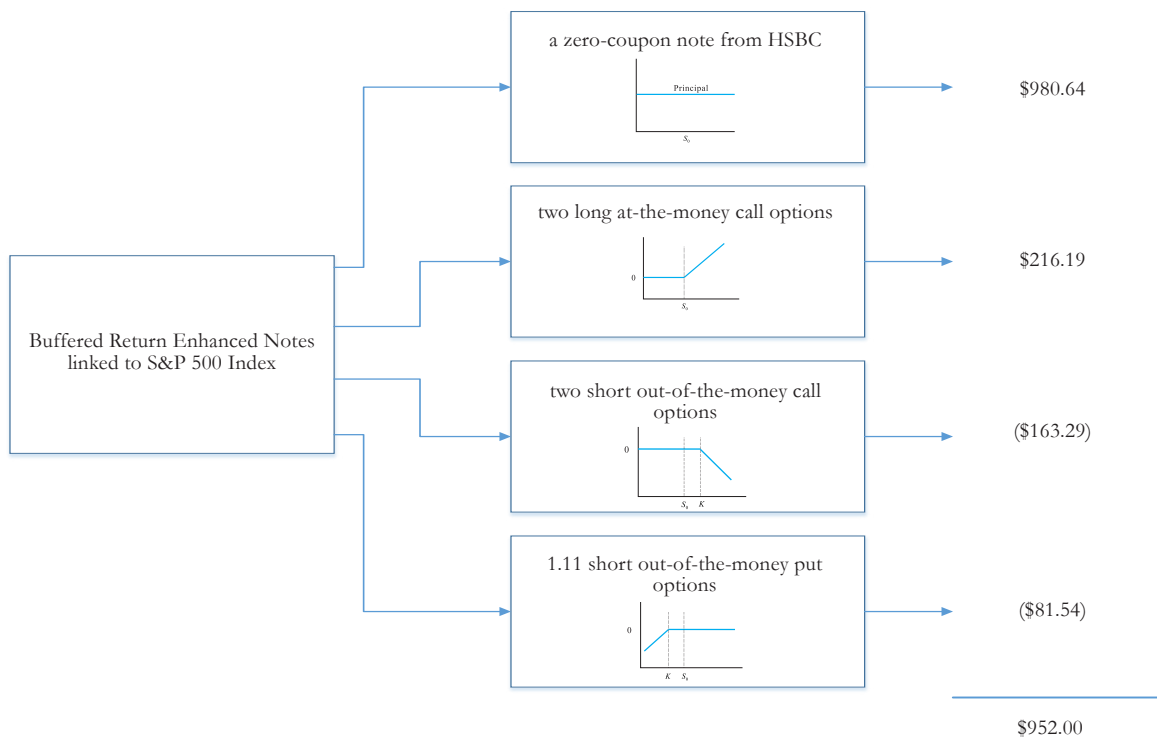 Buffered Return Enhanced Notes
linked to S&P 500 Index
a zero-coupon note from HSBC
Principal
S₀
$980.64
two long at-the-money call options
0
S₀
$216.19
two short out-of-the-money call
options
0
S₀ K
($163.29)
1.11 short out-of-the-money put
options
0
K S₀
($81.54)
$952.00